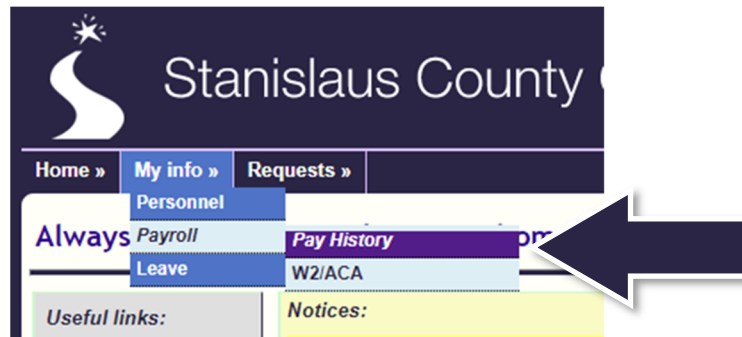 Stanislaus County
Home » My info » Requests »
Personnel
Always
Payroll Pay History
Leave W2/ACA
Useful links: Notices: